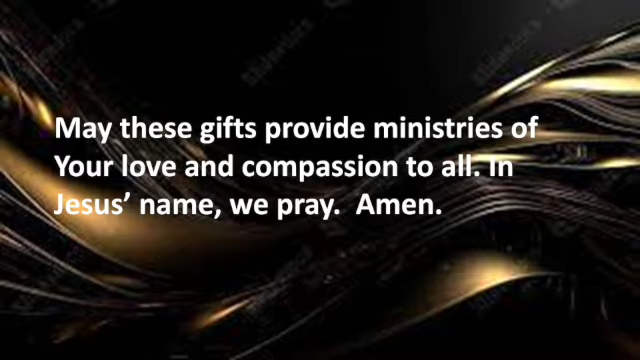 May these gifts provide ministries of
Your love and compassion to all. In
Jesus’ name, we pray.  Amen.